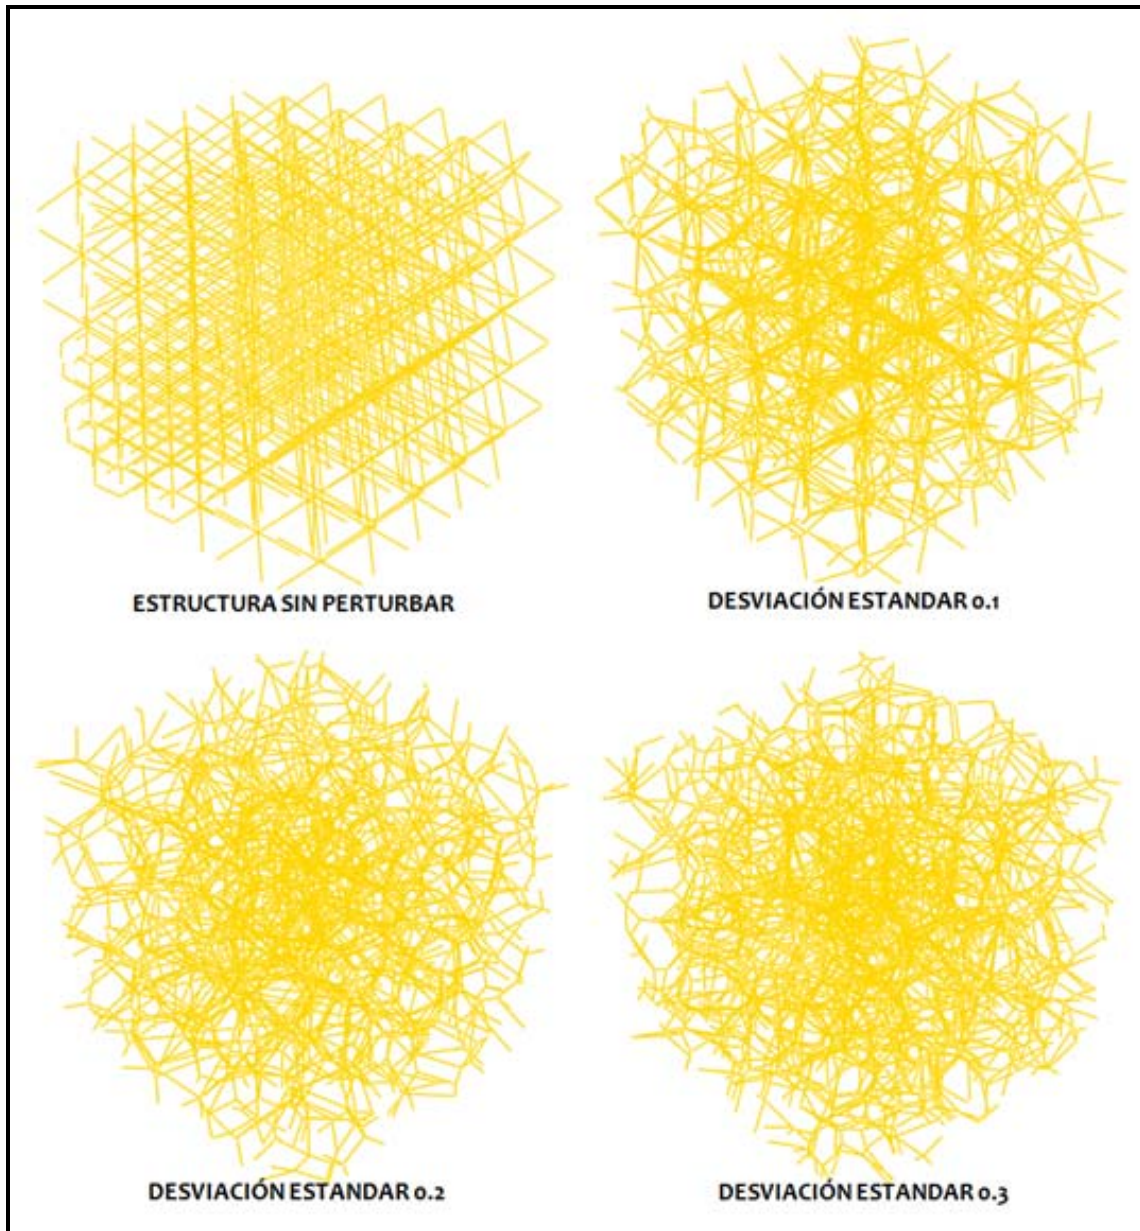 ESTRUCTURA SIN PERTURBAR
DESVIACIÓN ESTANDAR 0.1
DESVIACIÓN ESTANDAR 0.2
DESVIACIÓN ESTANDAR 0.3